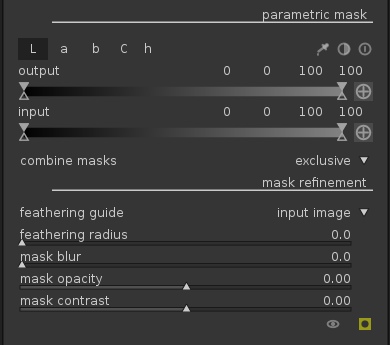 parametric mask
L a b C h
output 0 0 100 100
input 0 0 100 100
combine masks exclusive
mask refinement
feathering guide input image
feathering radius 0.0
mask blur 0.0
mask opacity 0.00
mask contrast 0.00